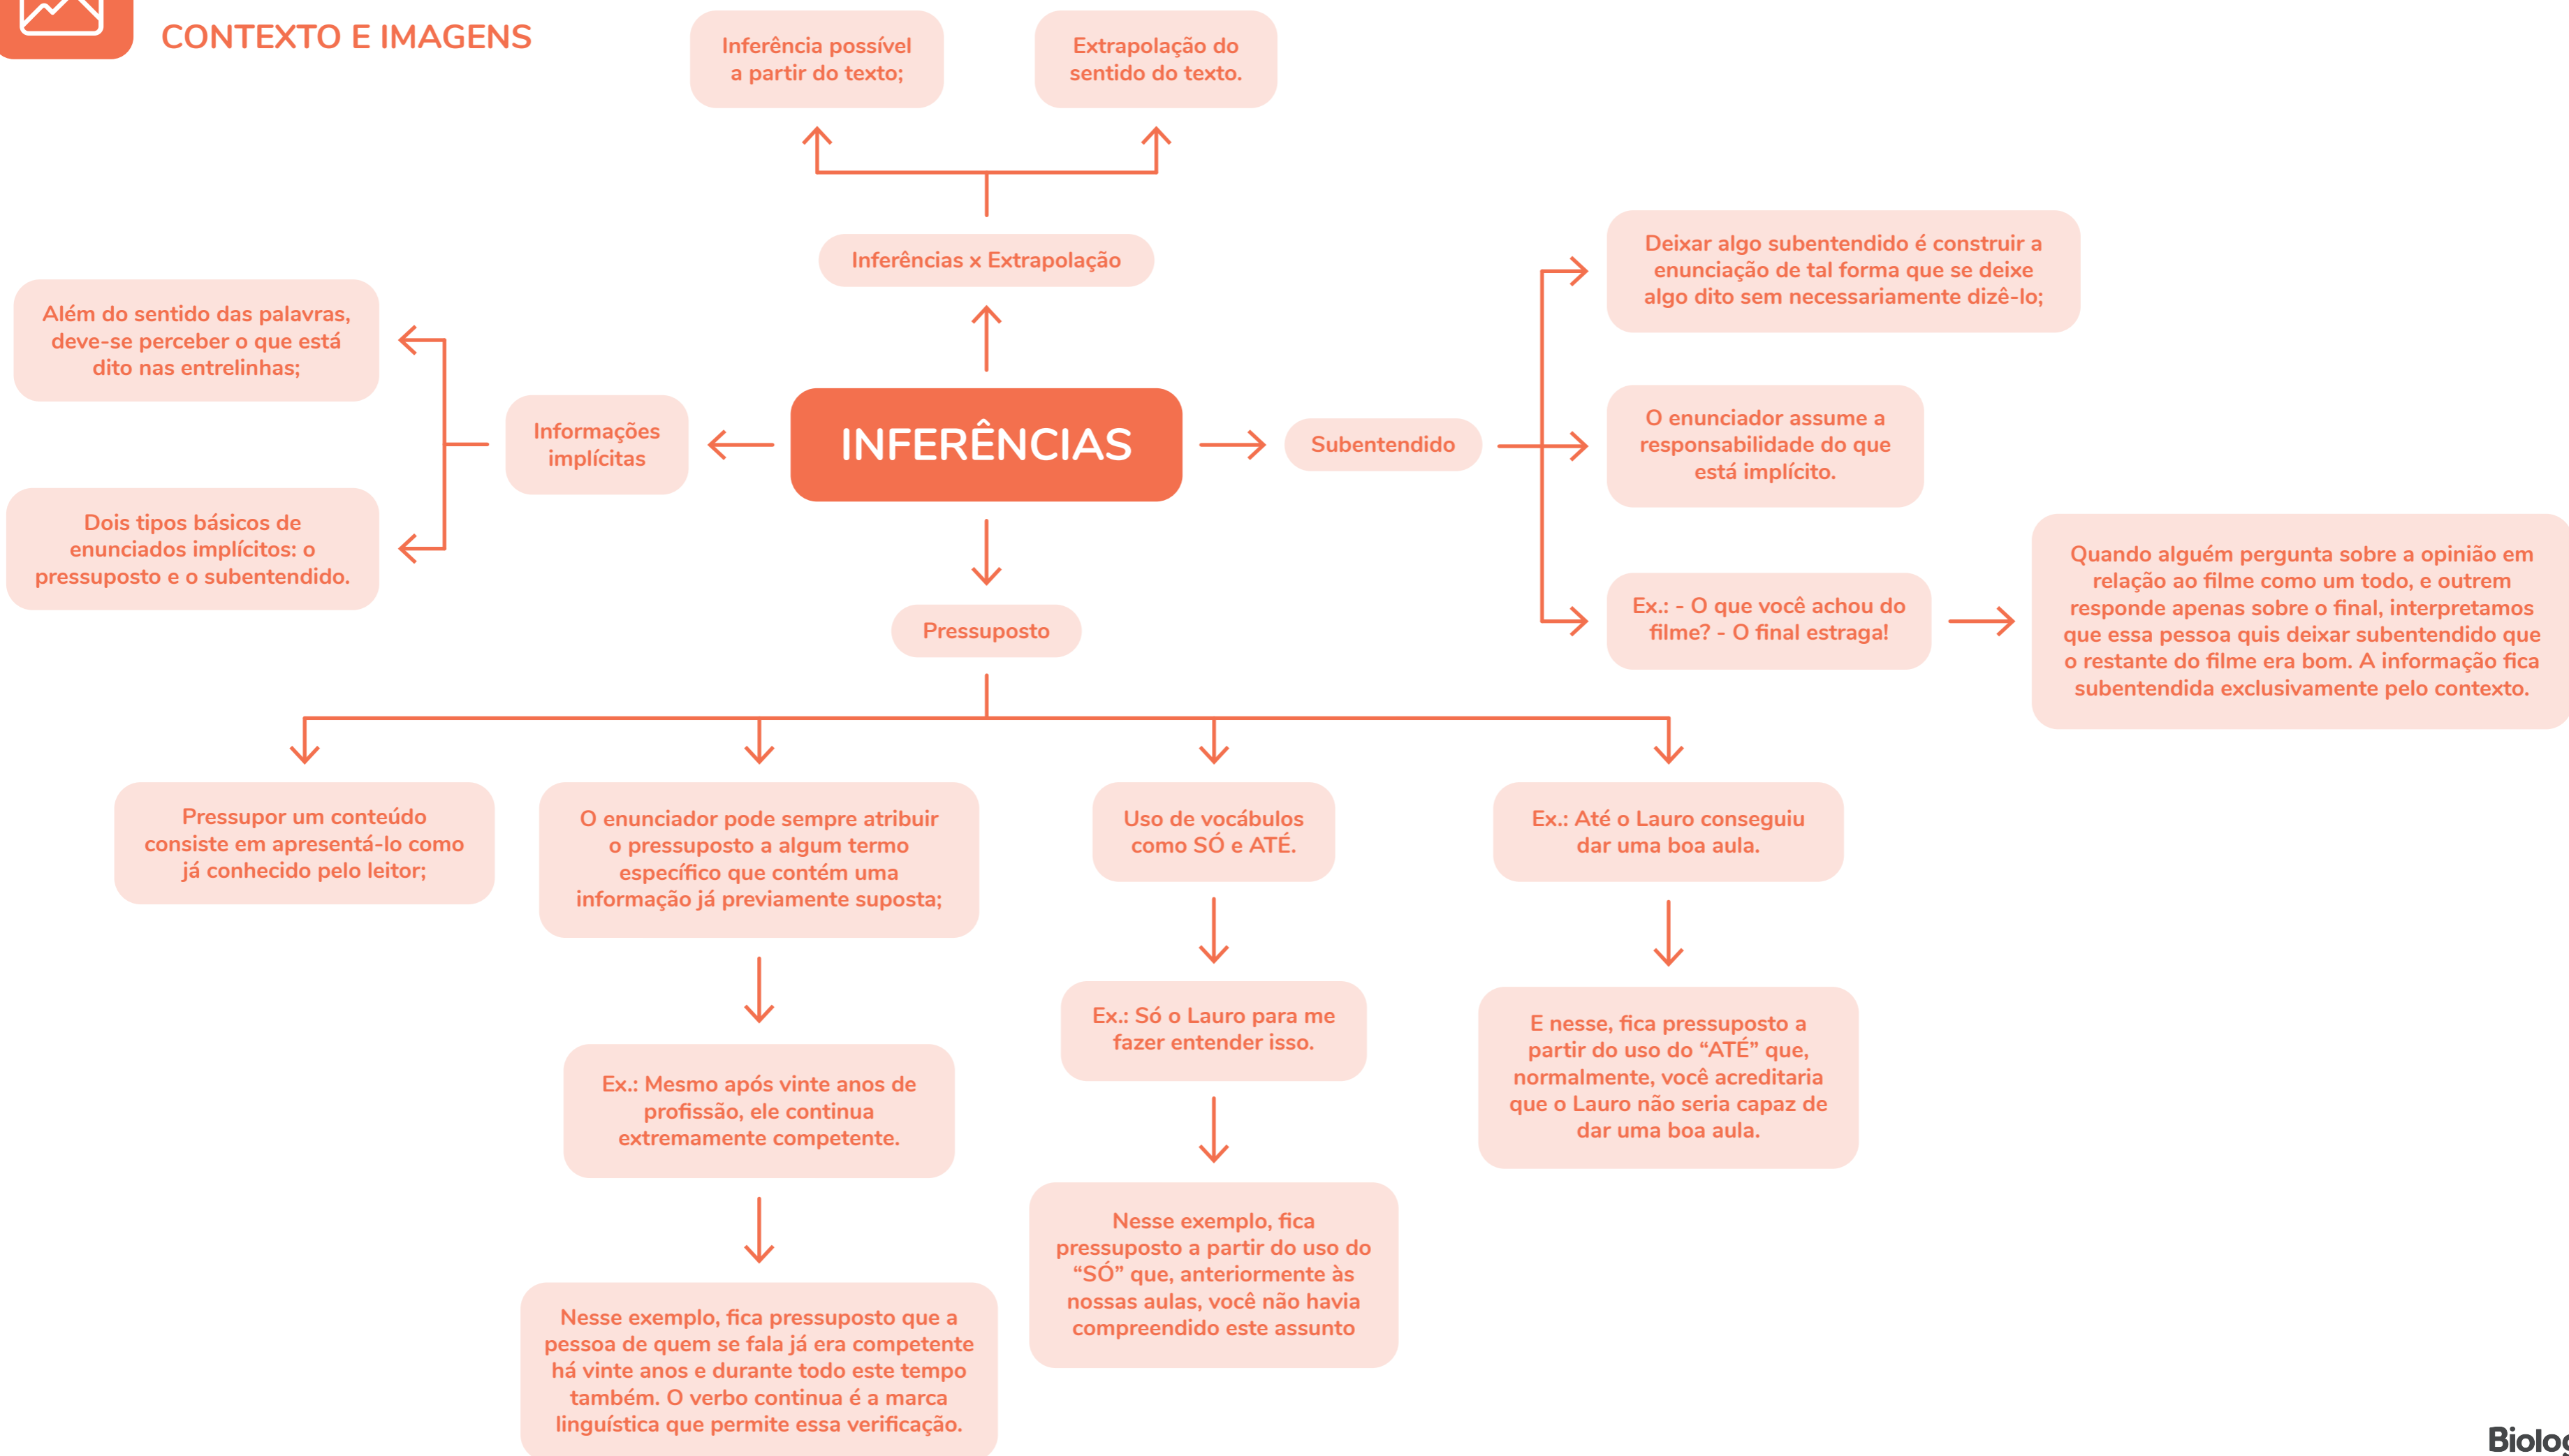 CONTEXTO E IMAGENS
Inferência possível
a partir do texto;
Extrapolação do
sentido do texto.
Inferências x Extrapolação
Além do sentido das palavras,
deve-se perceber o que está
dito nas entrelinhas;
Dois tipos básicos de
enunciados implícitos: o
pressuposto e o subentendido.
Informações
implícitas
INFERÊNCIAS
Subentendido
Deixar algo subentendido é construir a
enunciação de tal forma que se deixe
algo dito sem necessariamente dizê-lo;
O enunciador assume a
responsabilidade do que
está implícito.
Ex.: - O que você achou do
filme? - O final estraga!
Quando alguém pergunta sobre a opinião em
relação ao filme como um todo, e outrem
responde apenas sobre o final, interpretamos
que essa pessoa quis deixar subentendido que
o restante do filme era bom. A informação fica
subentendida exclusivamente pelo contexto.
Pressuposto
Pressupor um conteúdo
consiste em apresentá-lo como
já conhecido pelo leitor;
O enunciador pode sempre atribuir
o pressuposto a algum termo
específico que contém uma
informação já previamente suposta;
Ex.: Mesmo após vinte anos de
profissão, ele continua
extremamente competente.
Nesse exemplo, fica pressuposto que a
pessoa de quem se fala já era competente
há vinte anos e durante todo este tempo
também. O verbo continua é a marca
linguística que permite essa verificação.
Uso de vocábulos
como SÓ e ATÉ.
Ex.: Só o Lauro para me
fazer entender isso.
Nesse exemplo, fica
pressuposto a partir do uso do
“SÓ” que, anteriormente às
nossas aulas, você não havia
compreendido este assunto
Ex.: Até o Lauro conseguiu
dar uma boa aula.
E nesse, fica pressuposto a
partir do uso do “ATÉ” que,
normalmente, você acreditaria
que o Lauro não seria capaz de
dar uma boa aula.